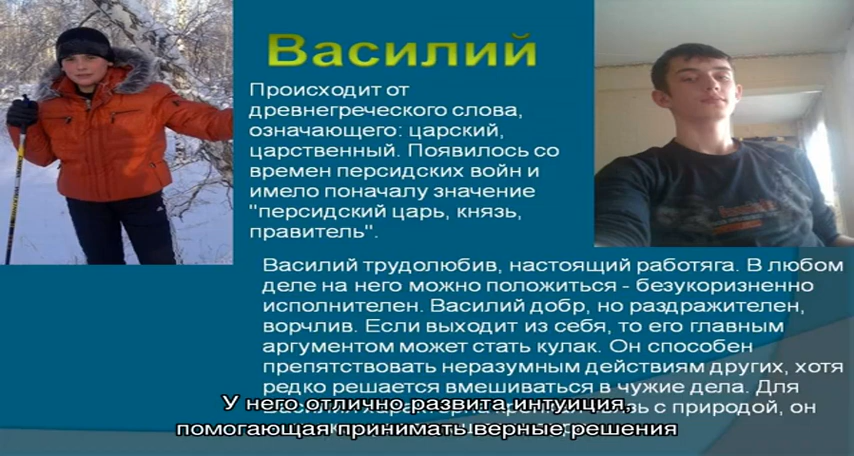 Василий
Происходит от
древнегреческого слова,
означающего: царский,
царственный. Появилось со
времен персидских войн и
имело поначалу значение
"персидский царь, князь,
правитель".
Василий трудолюбив, настоящий работяга. В любом
деле на него можно положиться - безукоризненно
исполнителен. Василий добр, но раздражителен,
ворчлив. Если выходит из себя, то его главным
аргументом может стать кулак. Он способен
препятствовать неразумным действиям других, хотя
редко решается вмешиваться в чужие дела. Для
с природой, он
У него отлично развита интуиция,
помогающая принимать верные решения